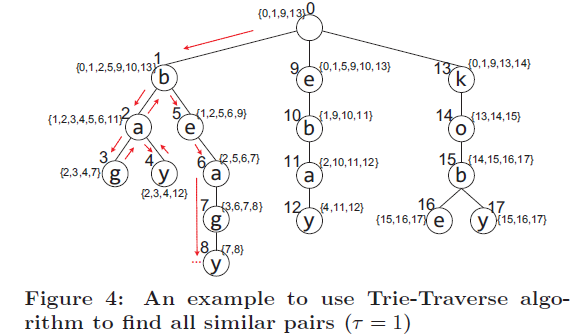 {0,1,9,13} 0
1 {0,1,2,5,9,10,13} b
9 e {0,1,5,9,10,13}
13 k {0,1,9,13,14}
{1,2,3,4,5,6,11} 2 a
5 e {1,2,5,6,9}
10 b {1,9,10,11}
14 o {13,14,15}
{2,3,4,7} 3 g
4 y {2,3,4,12}
6 a {2,5,6,7}
11 a {2,10,11,12}
15 b {14,15,16,17}
7 g {3,6,7,8}
12 y {4,11,12}
{15,16,17} 16 e
17 y {15,16,17}
8 y {7,8}
...
Figure 4: An example to use Trie-Traverse algo-
rithm to find all similar pairs (τ = 1)